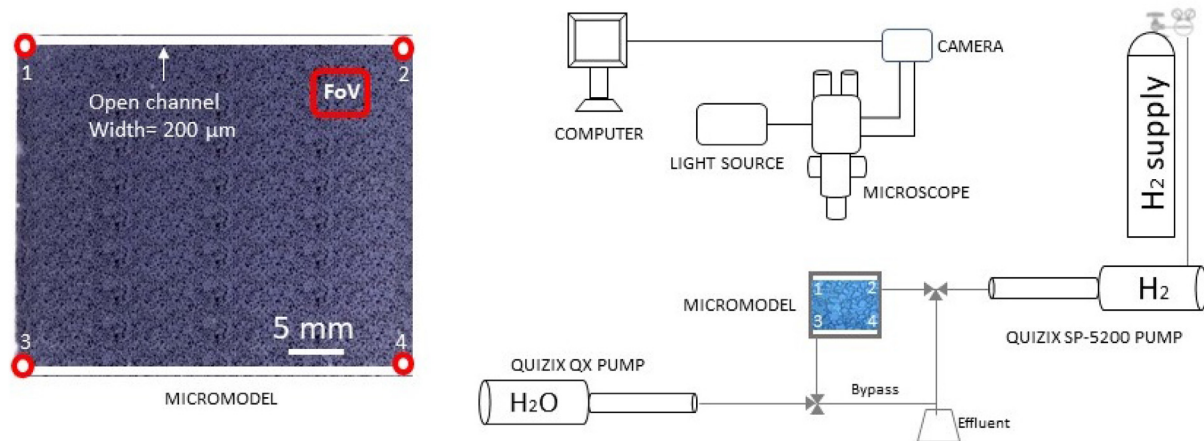 1
2
Open channel
Width= 200 µm
FoV
3
4
5 mm
MICROMODEL
COMPUTER
CAMERA
LIGHT SOURCE
MICROSCOPE
H₂ supply
MICROMODEL
1 2
3 4
H₂
QUIZIX SP-5200 PUMP
QUIZIX QX PUMP
H₂O
Bypass
Effluent